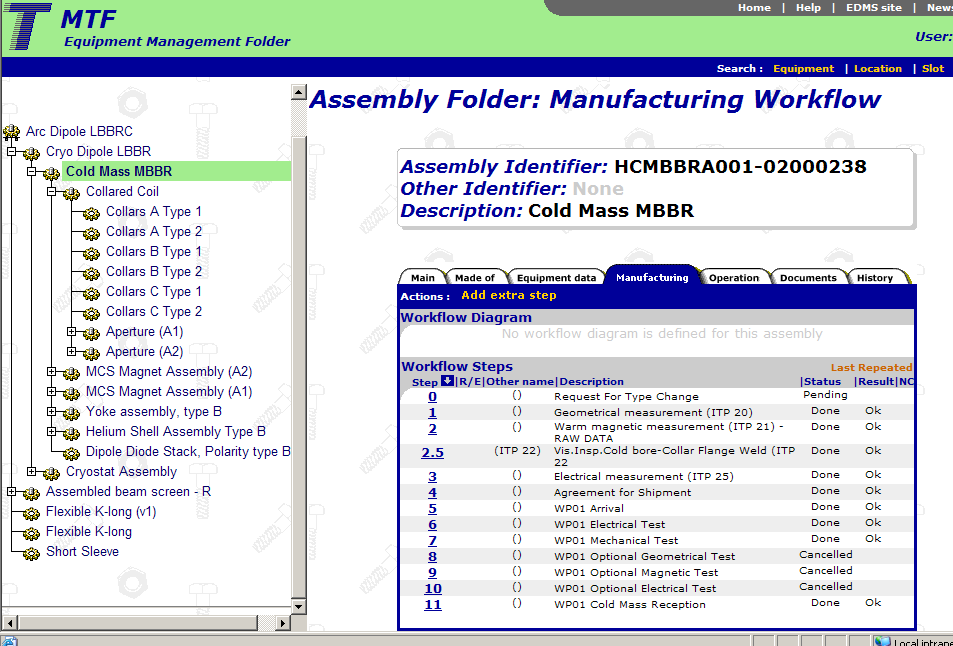 Home | Help | EDMS site | News
T MTF
Equipment Management Folder
User:
Search : Equipment | Location | Slot
Arc Dipole LBBRC
Cryo Dipole LBBR
Cold Mass MBBR
Collared Coil
Collars A Type 1
Collars A Type 2
Collars B Type 1
Collars B Type 2
Collars C Type 1
Collars C Type 2
Aperture (A1)
Aperture (A2)
MCS Magnet Assembly (A2)
MCS Magnet Assembly (A1)
Yoke assembly, type B
Helium Shell Assembly Type B
Dipole Diode Stack, Polarity type B
Cryostat Assembly
Assembled beam screen - R
Flexible K-long (v1)
Flexible K-long
Short Sleeve
Assembly Folder: Manufacturing Workflow
Assembly Identifier: HCMBBRA001-02000238
Other Identifier: None
Description: Cold Mass MBBR
Main Made of Equipment data Manufacturing Operation Documents History
Actions : Add extra step
Workflow Diagram
No workflow diagram is defined for this assembly
Workflow Steps Last Repeated
Step |R/E|Other name|Description |Status |Result|NC
0 () Request For Type Change Pending
1 () Geometrical measurement (ITP 20) Done Ok
2 () Warm magnetic measurement (ITP 21) - Done Ok
RAW DATA
2.5 (ITP 22) Vis.Insp.Cold bore-Collar Flange Weld (ITP Done Ok
22
3 () Electrical measurement (ITP 25) Done Ok
4 () Agreement for Shipment Done Ok
5 () WP01 Arrival Done Ok
6 () WP01 Electrical Test Done Ok
7 () WP01 Mechanical Test Done Ok
8 () WP01 Optional Geometrical Test Cancelled
9 () WP01 Optional Magnetic Test Cancelled
10 () WP01 Optional Electrical Test Cancelled
11 () WP01 Cold Mass Reception Done Ok
Local intrane